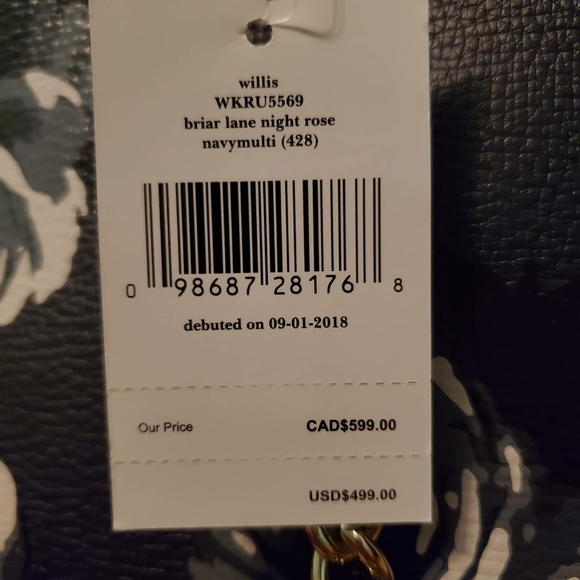 willis
WKRU5569
briar lane night rose
navymulti (428)
0 98687 28176 8
debuted on 09-01-2018
Our Price CAD$599.00
USD$499.00